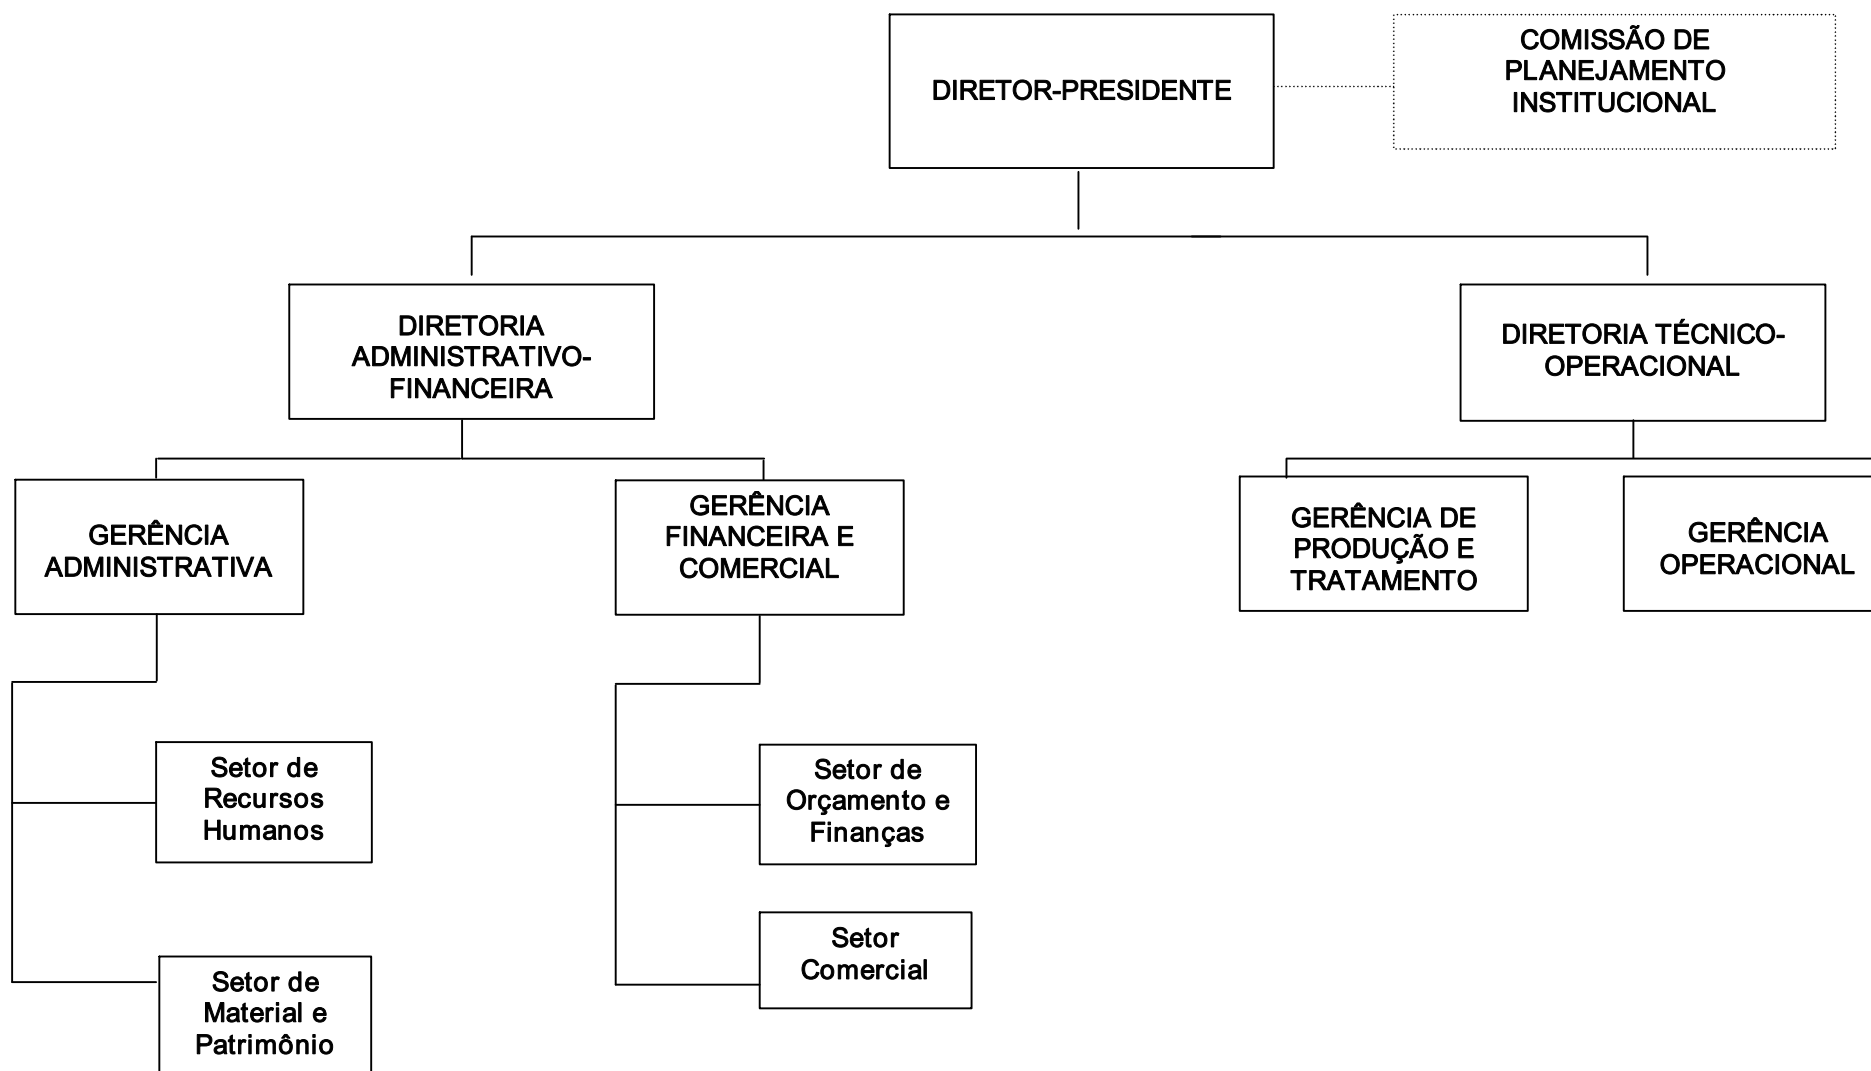 DIRETOR-PRESIDENTE
COMISSÃO DE
PLANEJAMENTO
INSTITUCIONAL
DIRETORIA
ADMINISTRATIVO-
FINANCEIRA
DIRETORIA TÉCNICO-
OPERACIONAL
GERÊNCIA
ADMINISTRATIVA
GERÊNCIA
FINANCEIRA E
COMERCIAL
GERÊNCIA DE
PRODUÇÃO E
TRATAMENTO
GERÊNCIA
OPERACIONAL
Setor de
Recursos
Humanos
Setor de
Orçamento e
Finanças
Setor
Comercial
Setor de
Material e
Patrimônio